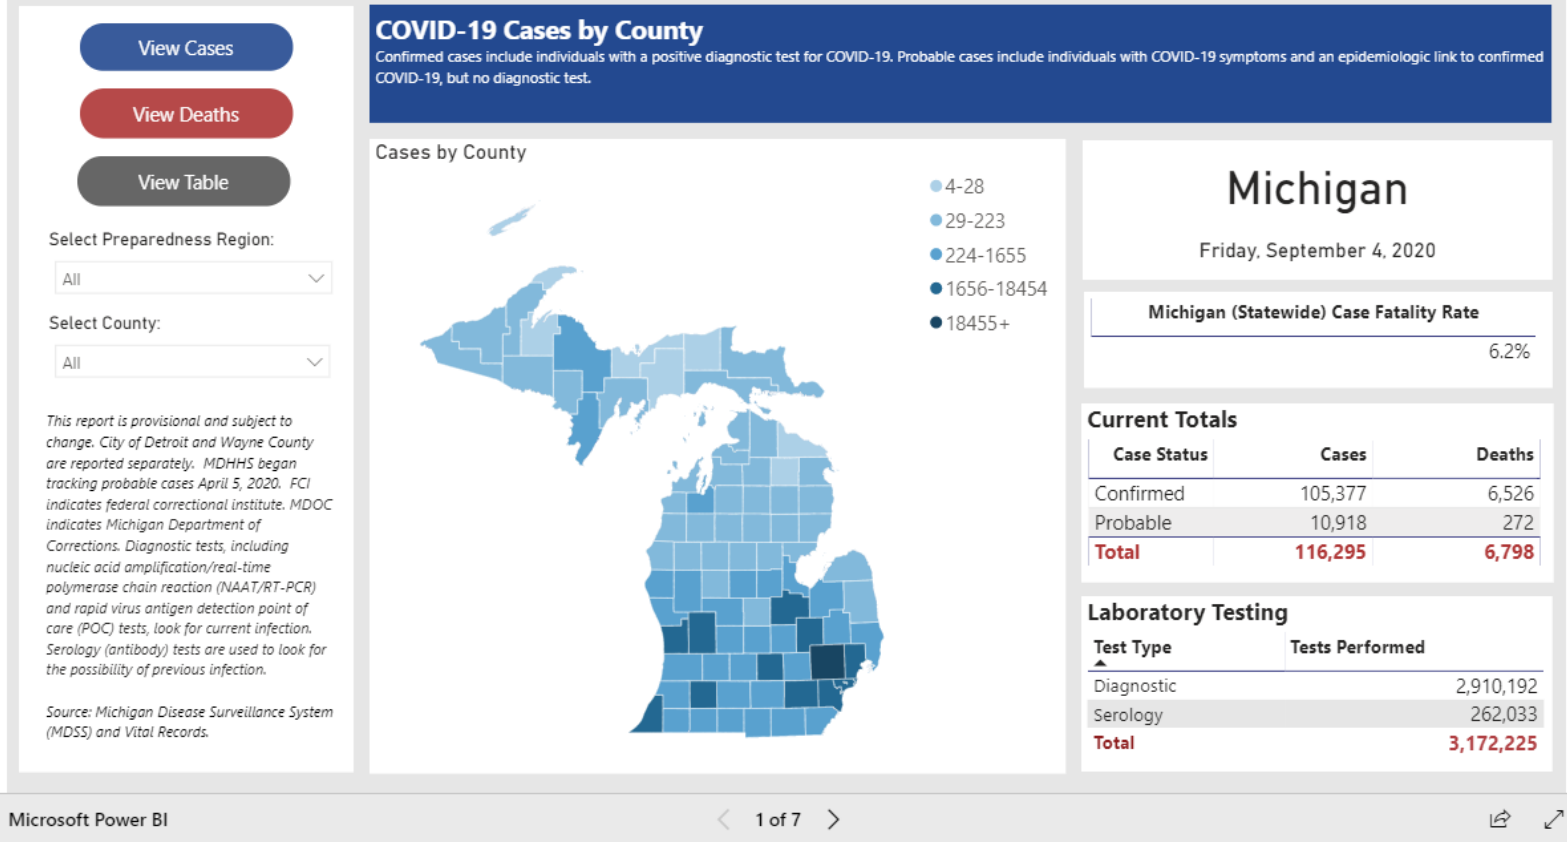 View Cases
View Deaths
View Table
Select Preparedness Region:
All
Select County:
All
This report is provisional and subject to
change. City of Detroit and Wayne County
are reported separately. MDHHS began
tracking probable cases April 5, 2020. FCI
indicates federal correctional institute. MDOC
indicates Michigan Department of
Corrections. Diagnostic tests, including
nucleic acid amplification/real-time
polymerase chain reaction (NAAT/RT-PCR)
and rapid virus antigen detection point of
care (POC) tests, look for current infection.
Serology (antibody) tests are used to look for
the possibility of previous infection.
Source: Michigan Disease Surveillance System
(MDSS) and Vital Records.
COVID-19 Cases by County
Confirmed cases include individuals with a positive diagnostic test for COVID-19. Probable cases include individuals with COVID-19 symptoms and an epidemiologic link to confirmed
COVID-19, but no diagnostic test.
Cases by County
4-28
29-223
224-1655
1656-18454
18455+
Michigan
Friday, September 4, 2020
Michigan (Statewide) Case Fatality Rate
6.2%
Current Totals
Case Status Cases Deaths
Confirmed 105,377 6,526
Probable 10,918 272
Total 116,295 6,798
Laboratory Testing
Test Type Tests Performed
Diagnostic 2,910,192
Serology 262,033
Total 3,172,225
Microsoft Power BI
1 of 7